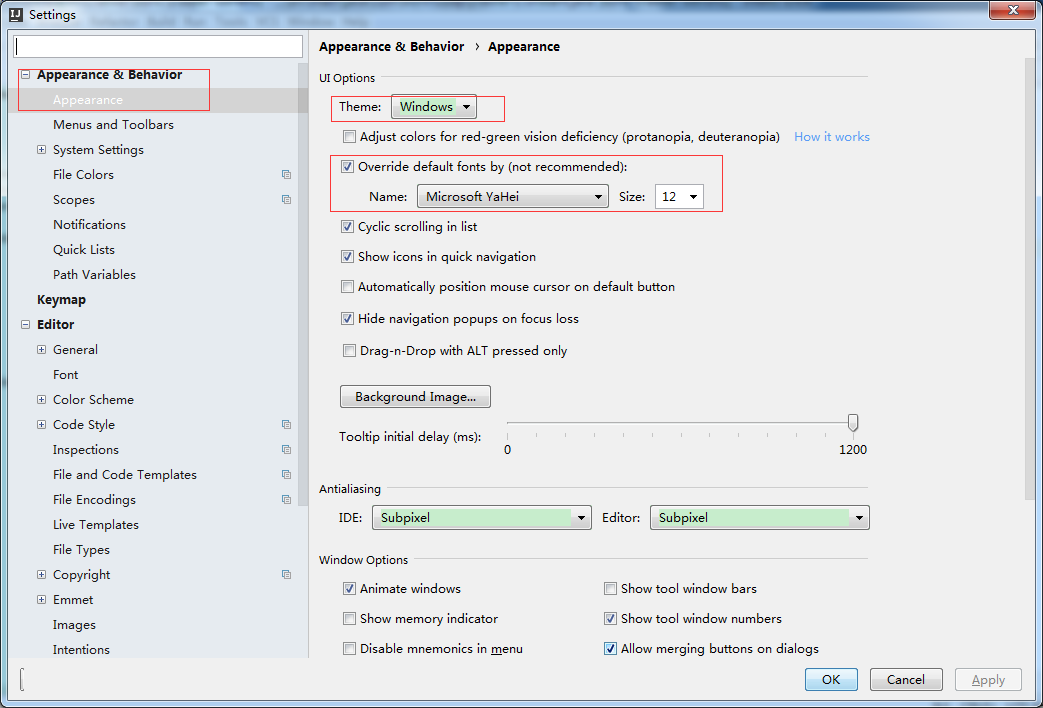 Settings
Appearance & Behavior
Appearance
Menus and Toolbars
System Settings
File Colors
Scopes
Notifications
Quick Lists
Path Variables
Keymap
Editor
General
Font
Color Scheme
Code Style
Inspections
File and Code Templates
File Encodings
Live Templates
File Types
Copyright
Emmet
Images
Intentions
Appearance & Behavior › Appearance
UI Options
Theme: Windows
Adjust colors for red-green vision deficiency (protanopia, deuteranopia) How it works
Override default fonts by (not recommended):
Name: Microsoft YaHei Size: 12
Cyclic scrolling in list
Show icons in quick navigation
Automatically position mouse cursor on default button
Hide navigation popups on focus loss
Drag-n-Drop with ALT pressed only
Background Image...
Tooltip initial delay (ms):
0 1200
Antialiasing
IDE: Subpixel Editor: Subpixel
Window Options
Animate windows Show tool window bars
Show memory indicator Show tool window numbers
Disable mnemonics in menu Allow merging buttons on dialogs
OK Cancel Apply